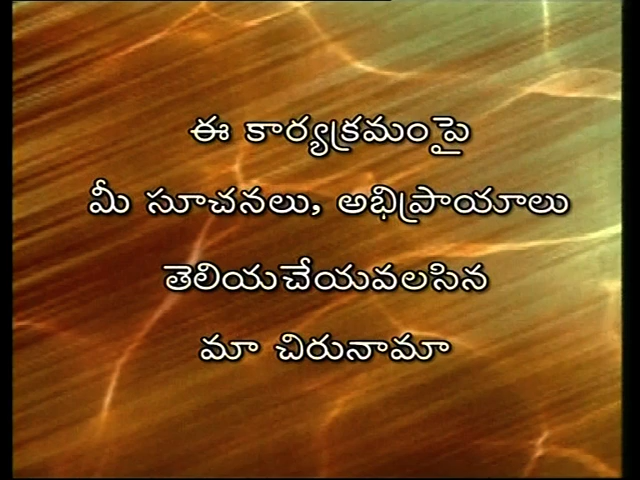 ఈ కార్యక్రమంపై
మీ సూచనలు, అభిప్రాయాలు
తెలియచేయవలసిన
మా చిరునామా